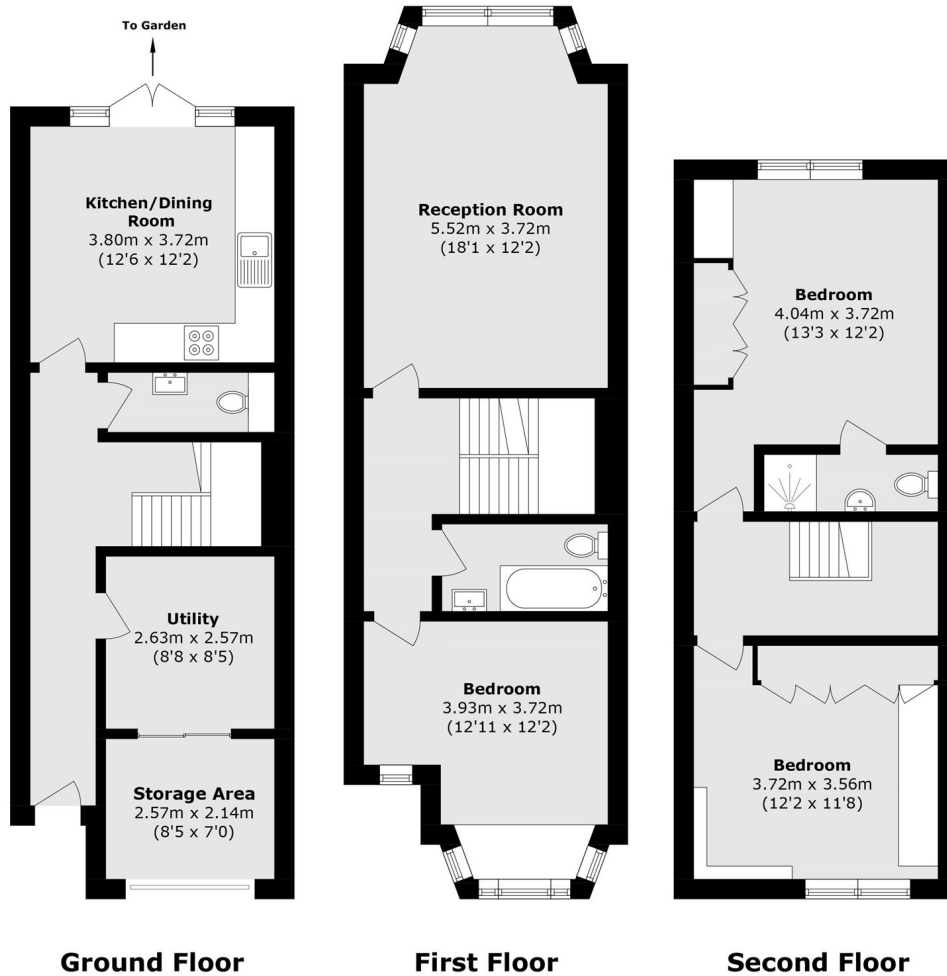 To Garden
Kitchen/Dining
Room
3.80m x 3.72m
(12'6 x 12'2)
Utility
2.63m x 2.57m
(8'8 x 8'5)
Storage Area
2.57m x 2.14m
(8'5 x 7'0)
Ground Floor
Reception Room
5.52m x 3.72m
(18'1 x 12'2)
Bedroom
3.93m x 3.72m
(12'11 x 12'2)
First Floor
Bedroom
4.04m x 3.72m
(13'3 x 12'2)
Bedroom
3.72m x 3.56m
(12'2 x 11'8)
Second Floor